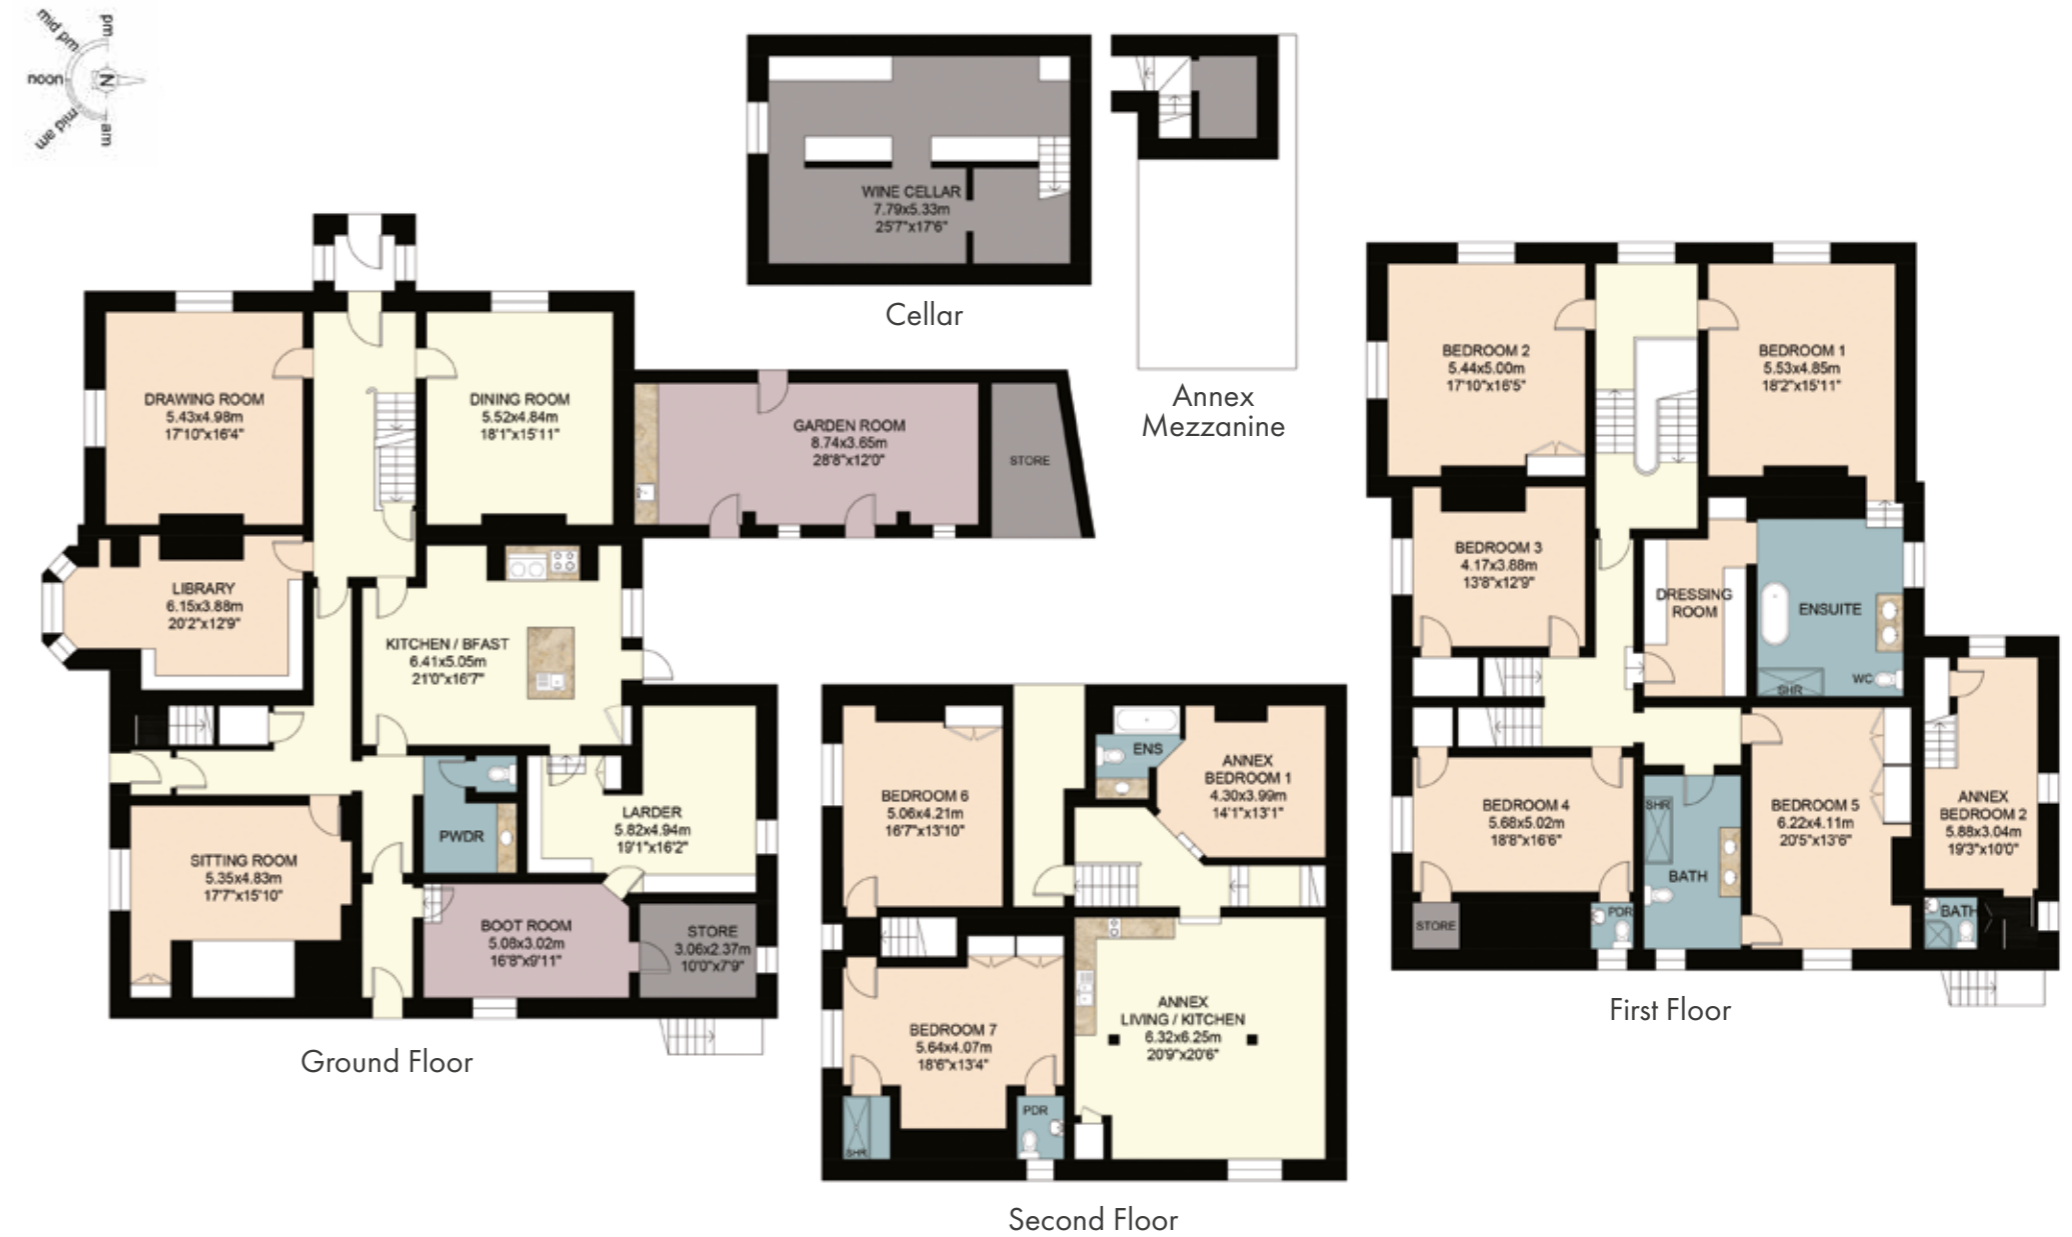 pm
mid pm
noon
N
mid am
am
WINE CELLAR
7.79x5.33m
25'7"x17'6"
Cellar
Annex
Mezzanine
DRAWING ROOM
5.43x4.98m
17'10"x16'4"
DINING ROOM
5.52x4.84m
18'1"x15'11"
GARDEN ROOM
8.74x3.65m
28'8"x12'0"
STORE
LIBRARY
6.15x3.88m
20'2"x12'9"
KITCHEN / BFAST
6.41x5.05m
21'0"x16'7"
LARDER
5.82x4.94m
19'1"x16'2"
PWDR
SITTING ROOM
5.35x4.83m
17'7"x15'10"
BOOT ROOM
5.08x3.02m
16'8"x9'11"
STORE
3.06x2.37m
10'0"x7'9"
Ground Floor
BEDROOM 6
5.06x4.21m
16'7"x13'10"
ENS
ANNEX
BEDROOM 1
4.30x3.99m
14'1"x13'1"
BEDROOM 7
5.64x4.07m
18'6"x13'4"
SHR
PDR
ANNEX
LIVING / KITCHEN
6.32x6.25m
20'9"x20'6"
Second Floor
BEDROOM 2
5.44x5.00m
17'10"x16'5"
BEDROOM 1
5.53x4.85m
18'2"x15'11"
BEDROOM 3
4.17x3.88m
13'8"x12'9"
DRESSING
ROOM
ENSUITE
SHR
WC
BEDROOM 4
5.68x5.02m
18'8"x16'6"
STORE
PDR
SHR
BATH
BEDROOM 5
6.22x4.11m
20'5"x13'6"
ANNEX
BEDROOM 2
5.88x3.04m
19'3"x10'0"
BATH
First Floor